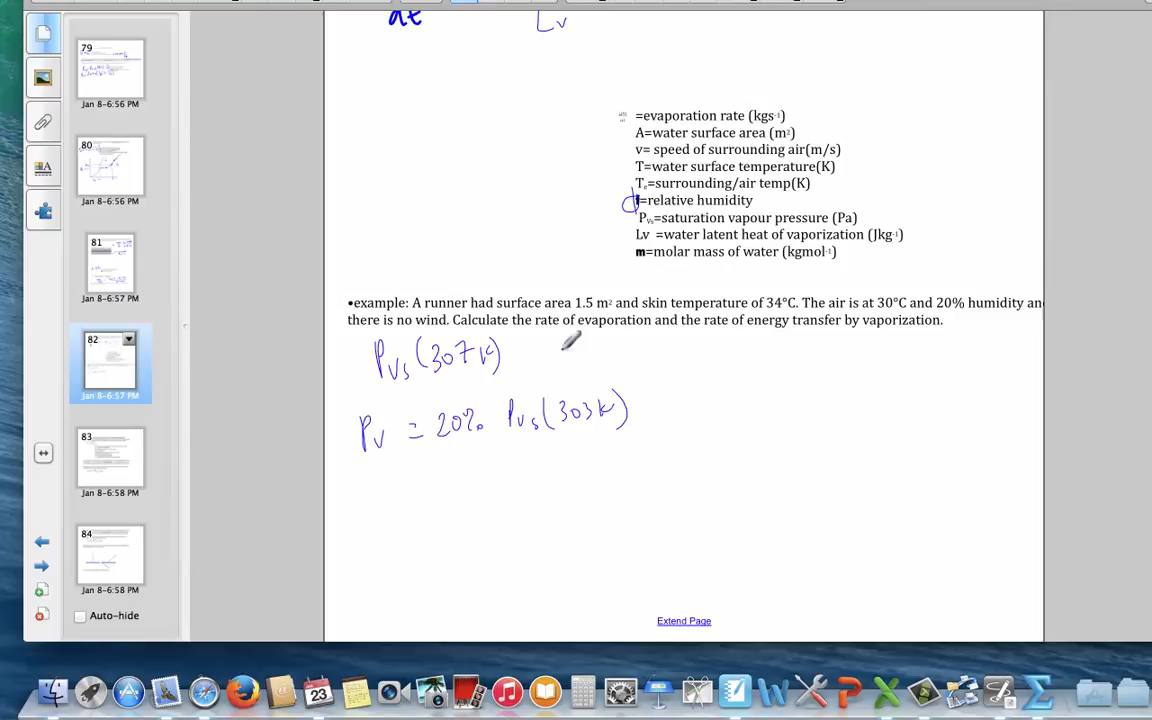 dt
Lv
79
Jan 8-6:56 PM
80
Jan 8-6:56 PM
81
Jan 8-6:57 PM
82
Jan 8-6:57 PM
83
Jan 8-6:58 PM
84
Jan 8-6:58 PM
Auto-hide
=evaporation rate (kgs⁻¹)
A=water surface area (m²)
v= speed of surrounding air(m/s)
T=water surface temperature(K)
Tₑ=surrounding/air temp(K)
=relative humidity
Pᵥₛ=saturation vapour pressure (Pa)
Lv =water latent heat of vaporization (Jkg⁻¹)
m=molar mass of water (kgmol⁻¹)
•example: A runner had surface area 1.5 m² and skin temperature of 34°C. The air is at 30°C and 20% humidity an
there is no wind. Calculate the rate of evaporation and the rate of energy transfer by vaporization.
Pvs(307K)
Pv = 20% Pvs(303K)
Extend Page
23